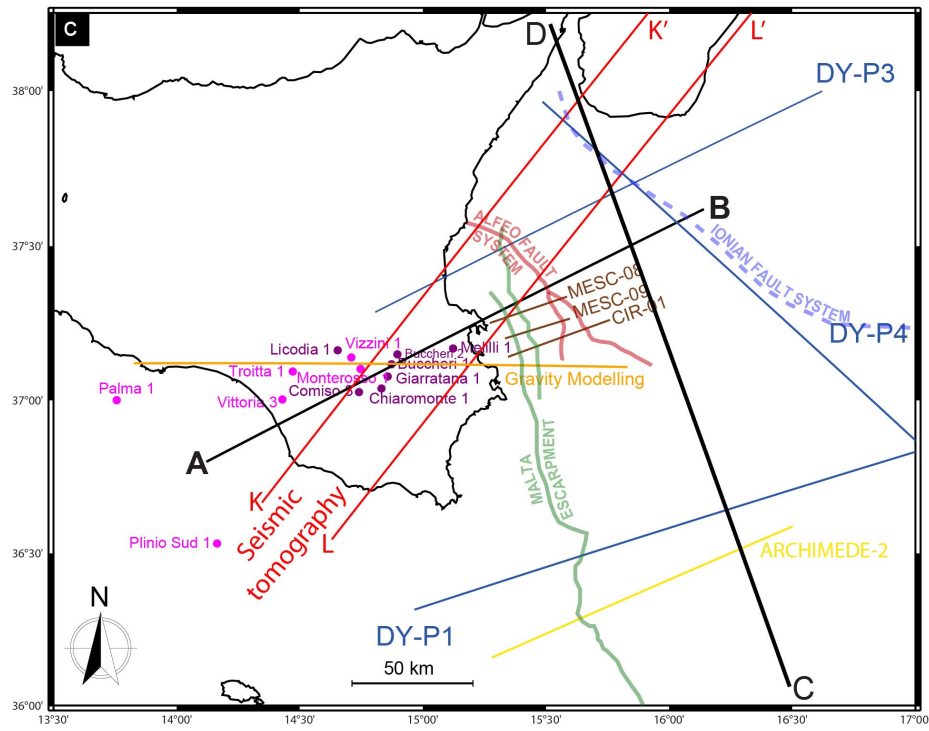 C
D
K’
L’
38°00'
DY-P3
B
ALFEO FAULT
SYSTEM
IONIAN FAULT SYSTEM
37°30'
MESC-08
MESC-09
CIR-01
DY-P4
Licodia 1
Vizzini 1
Buccheri 2
Melilli 1
Buccheri 1
Troitta 1
Monterosso 1
Giarratana 1
Gravity Modelling
Palma 1
37°00'
Vittoria 3
Comiso 3
Chiaromonte 1
A
MALTA
ESCARPMENT
K
Seismic
tomography
L
Plinio Sud 1
36°30'
ARCHIMEDE-2
N
DY-P1
50 km
C
36°00'
13°30'
14°00'
14°30'
15°00'
15°30'
16°00'
16°30'
17°00'